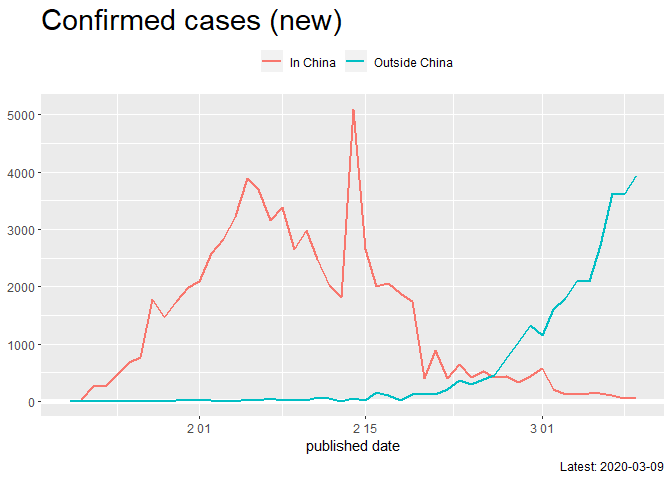 Confirmed cases (new)
In China Outside China
5000
4000
3000
2000
1000
0
2 01 2 15 3 01
published date
Latest: 2020-03-09